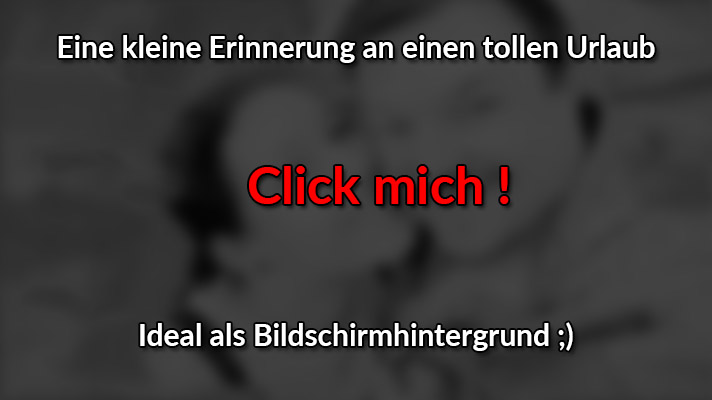 Eine kleine Erinnerung an einen tollen Urlaub
Click mich !
Ideal als Bildschirmhintergrund ;)